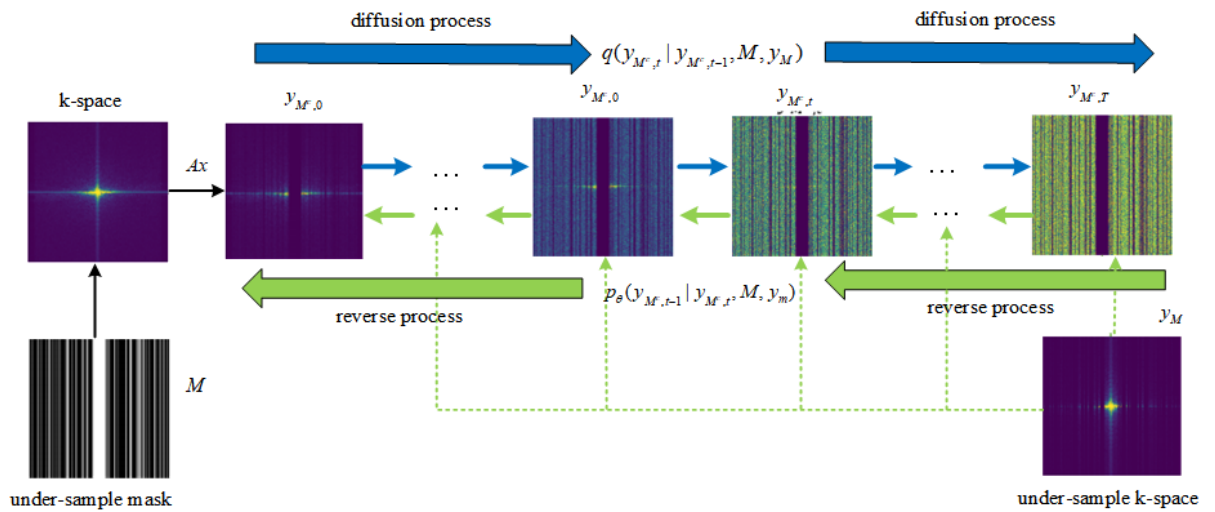 diffusion process
diffusion process
q(y_{M^c,t} | y_{M^c,t-1}, M, y_M)
k-space
y_{M^c,0}
y_{M^c,0}
y_{M^c,t}
y_{M^c,T}
Ax
...
...
...
...
p_θ(y_{M^c,t-1} | y_{M^c,t}, M, y_m)
reverse process
reverse process
y_M
M
under-sample mask
under-sample k-space